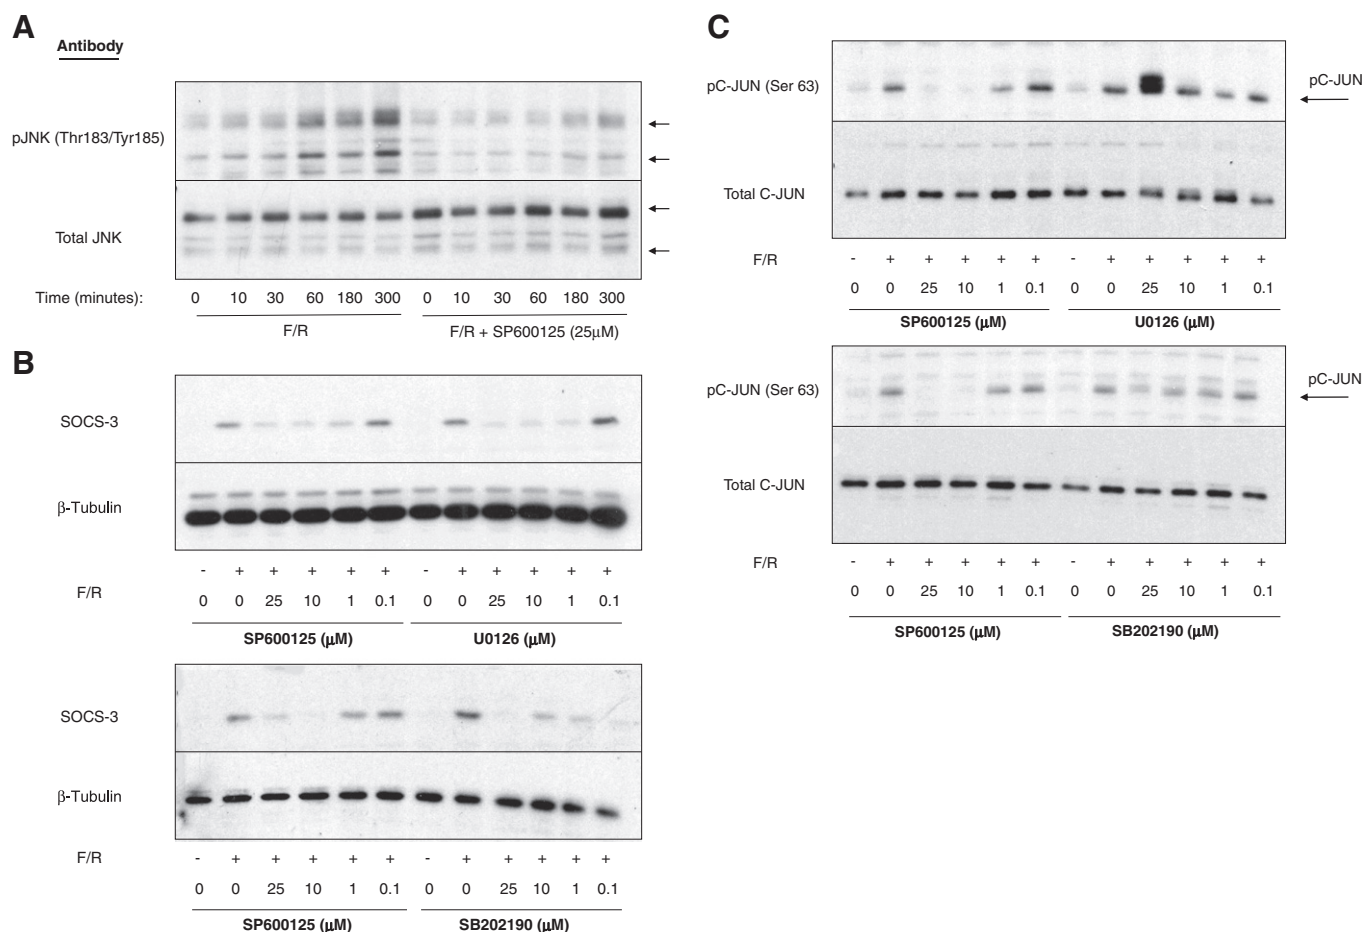 A
Antibody
pJNK (Thr183/Tyr185)
Total JNK
Time (minutes):
0 10 30 60 180 300 0 10 30 60 180 300
F/R
F/R + SP600125 (25μM)
B
SOCS-3
β-Tubulin
- + + + + + - + + + + +
F/R
0 0 25 10 1 0.1 0 0 25 10 1 0.1
SP600125 (μM)
U0126 (μM)
SOCS-3
β-Tubulin
F/R
- + + + + + - + + + + +
0 0 25 10 1 0.1 0 0 25 10 1 0.1
SP600125 (μM)
SB202190 (μM)
C
pC-JUN (Ser 63)
pC-JUN
Total C-JUN
F/R
- + + + + + - + + + + +
0 0 25 10 1 0.1 0 0 25 10 1 0.1
SP600125 (μM)
U0126 (μM)
pC-JUN (Ser 63)
pC-JUN
Total C-JUN
F/R
- + + + + + - + + + + +
0 0 25 10 1 0.1 0 0 25 10 1 0.1
SP600125 (μM)
SB202190 (μM)